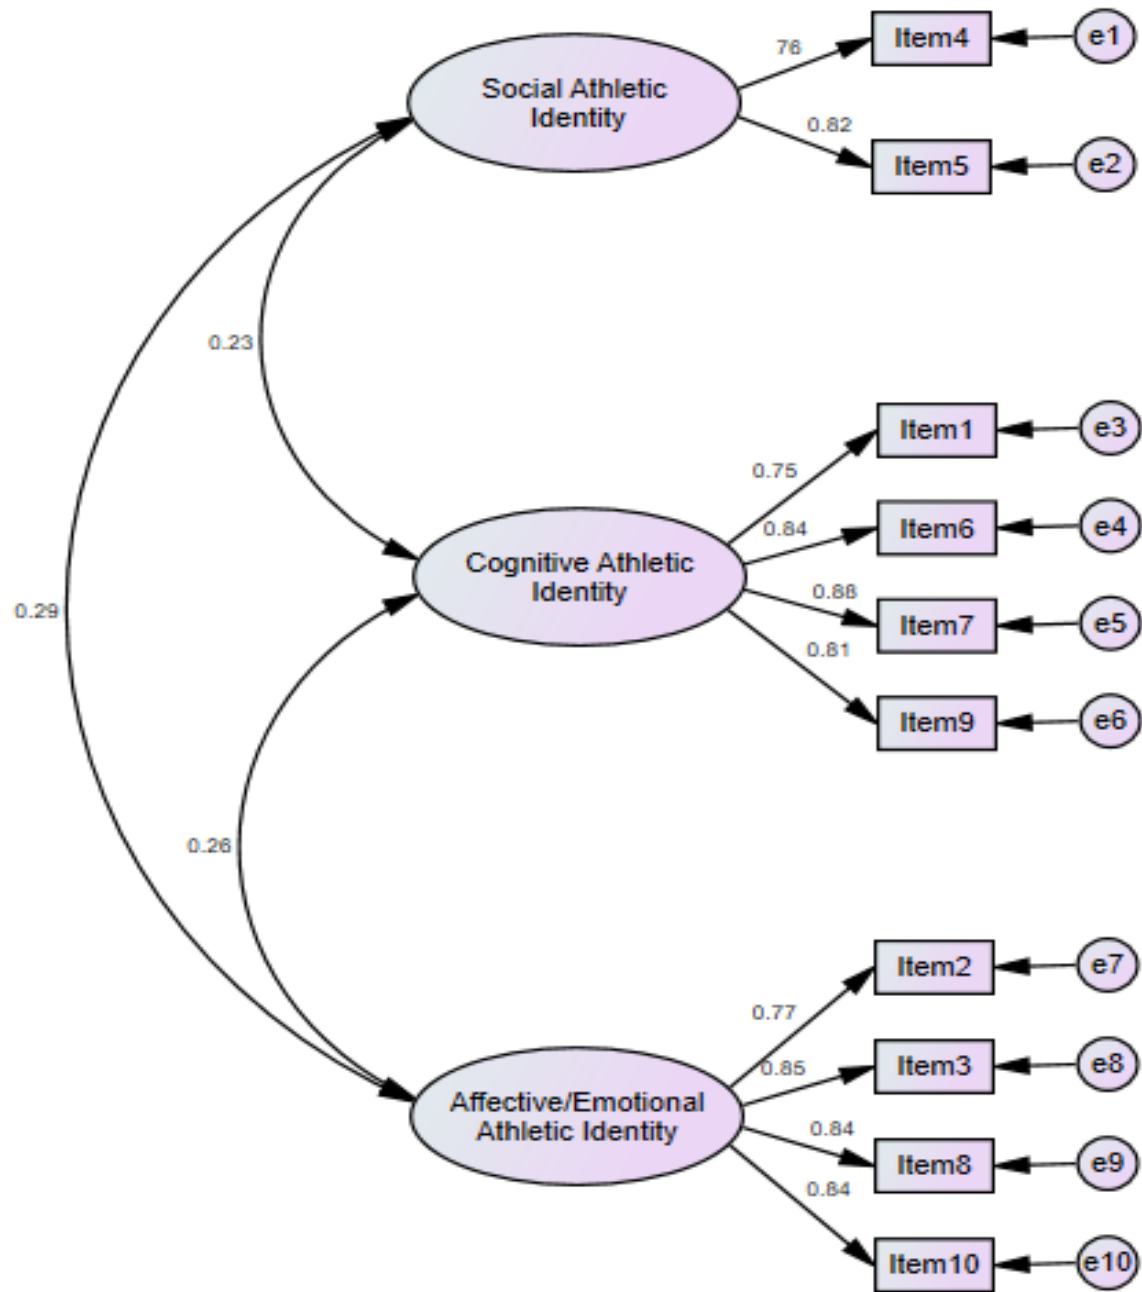 76
Item4
e1
Social Athletic
Identity
0.82
Item5
e2
0.23
0.75
Item1
e3
0.84
Item6
e4
Cognitive Athletic
Identity
0.88
Item7
e5
0.29
0.81
Item9
e6
0.26
0.77
Item2
e7
0.85
Item3
e8
Affective/Emotional
Athletic Identity
0.84
Item8
e9
0.84
Item10
e10